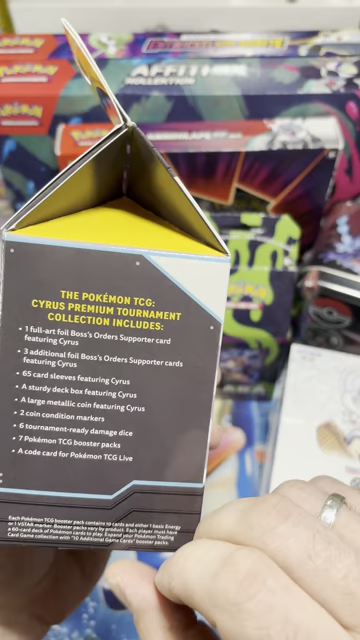 AFFITH
KOLLEKTION
THE POKÉMON TCG:
CYRUS PREMIUM TOURNAMENT
COLLECTION INCLUDES:
• 1 full-art foil Boss's Orders Supporter card
featuring Cyrus
• 3 additional foil Boss's Orders Supporter cards
featuring Cyrus
• 65 card sleeves featuring Cyrus
• A sturdy deck box featuring Cyrus
• A large metallic coin featuring Cyrus
• 2 coin condition markers
• 6 tournament-ready damage dice
• 7 Pokémon TCG booster packs
• A code card for Pokémon TCG Live
Each Pokémon TCG booster pack contains 10 cards and either 1 basic Energy
or 1 VSTAR marker. Booster packs vary by product. Each player must have
a 60-card deck of Pokémon cards to play. Expand your Pokémon Trading
Card Game collection with "10 Additional Game Cards" booster packs.